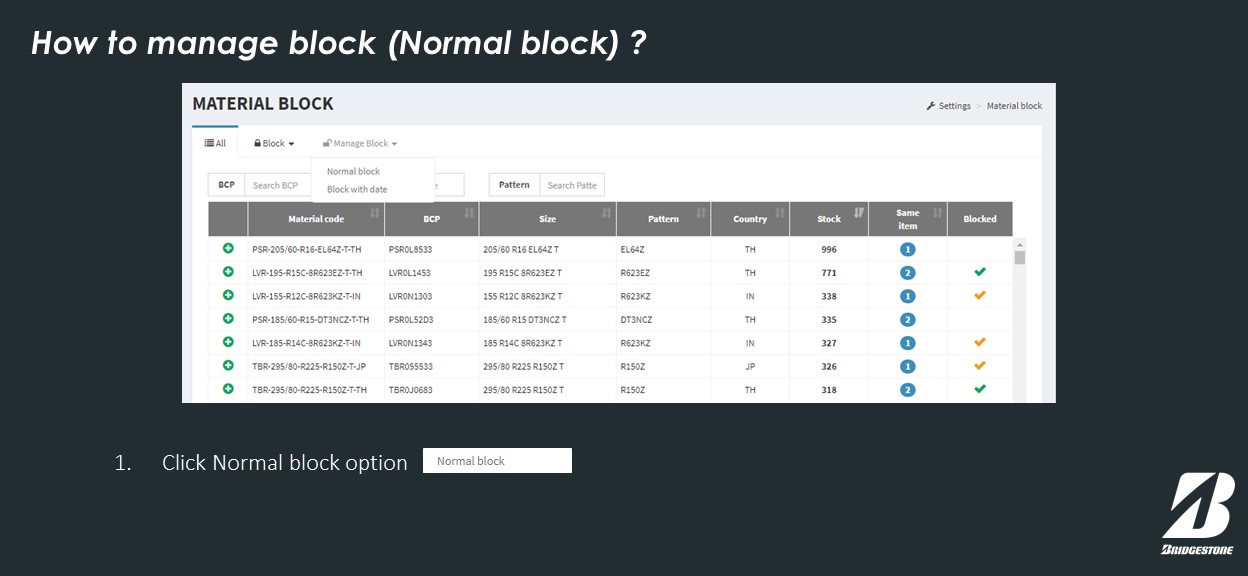 How to manage block (Normal block) ?
MATERIAL BLOCK
Settings > Material block
All Block Manage Block
Normal block
Block with date
BCP Search BCP e Pattern Search Patte
Material code BCP Size Pattern Country Stock Same item Blocked
PSR-205/60-R16-EL64Z-T-TH PSR0L8533 205/60 R16 EL64Z T EL64Z TH 996 1
LVR-195-R15C-8R623EZ-T-TH LVR0L1453 195 R15C 8R623EZ T R623EZ TH 771 2
LVR-155-R12C-8R623KZ-T-IN LVR0N1303 155 R12C 8R623KZ T R623KZ IN 338 1
PSR-185/60-R15-DT3NCZ-T-TH PSR0L52D3 185/60 R15 DT3NCZ T DT3NCZ TH 335 2
LVR-185-R14C-8R623KZ-T-IN LVR0N1343 185 R14C 8R623KZ T R623KZ IN 327 1
TBR-295/80-R225-R150Z-T-JP TBR055533 295/80 R225 R150Z T R150Z JP 326 1
TBR-295/80-R225-R150Z-T-TH TBR0J0683 295/80 R225 R150Z T R150Z TH 318 2
1. Click Normal block option Normal block
BRIDGESTONE